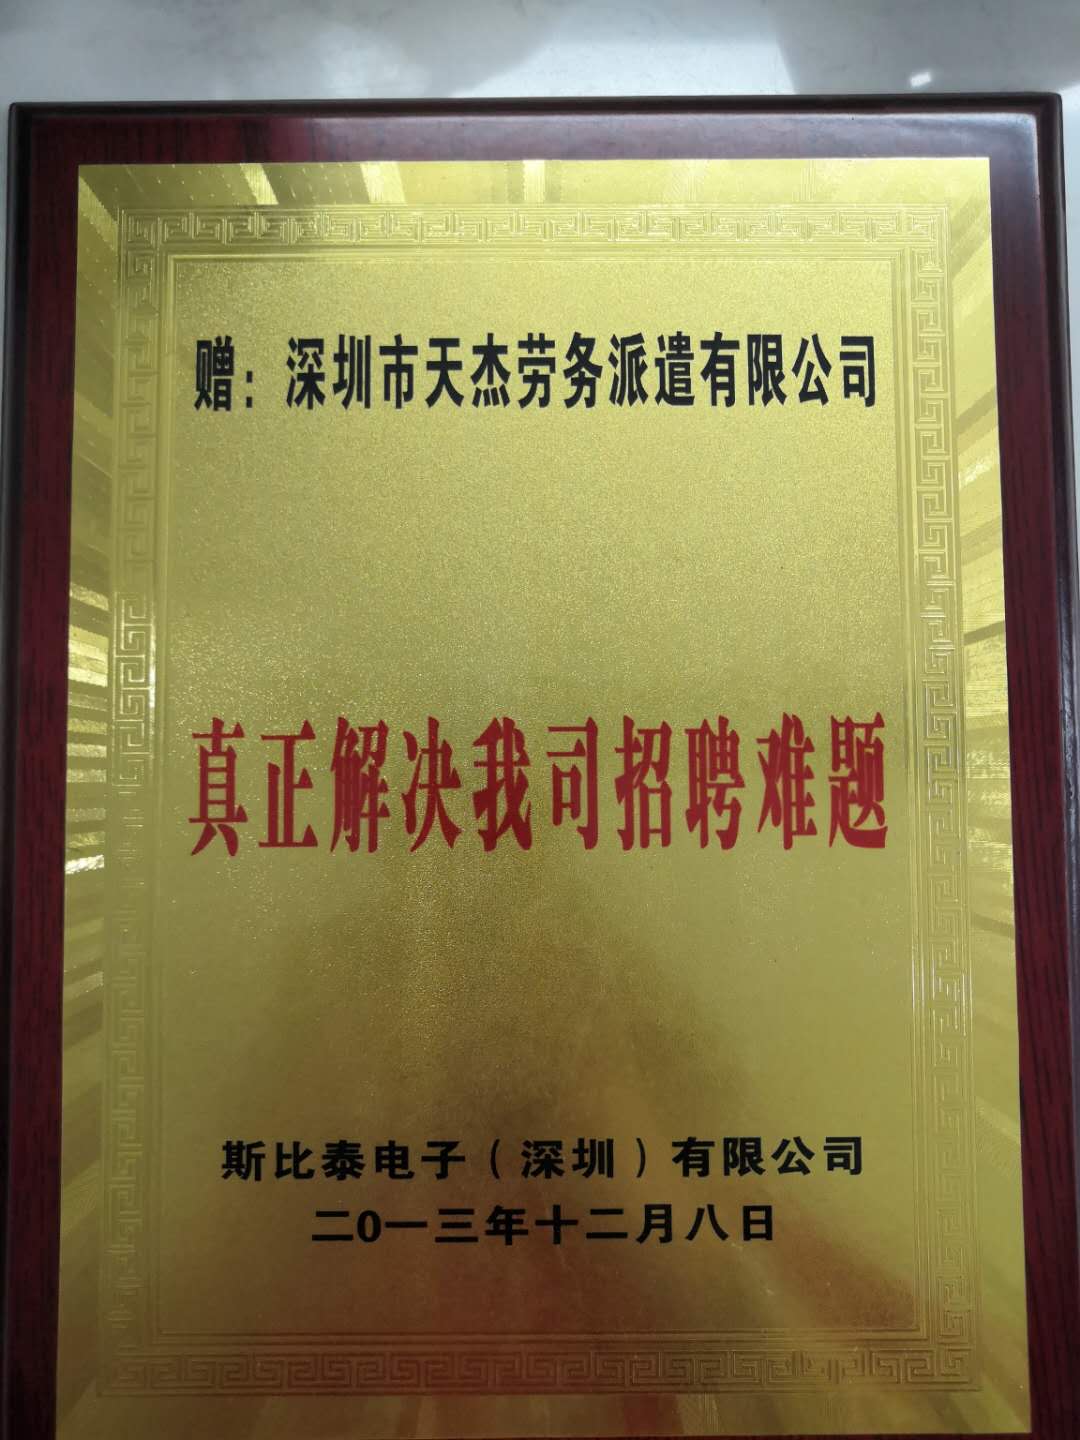 赠：深圳市天杰劳务派遣有限公司
真正解决我司招聘难题
斯比泰电子（深圳）有限公司
二0一三年十二月八日